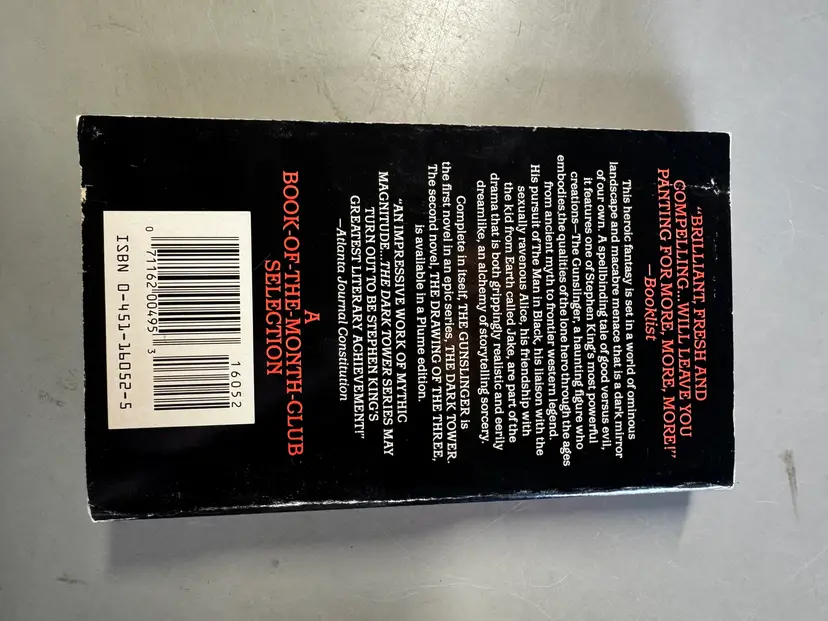 "BRILLIANT, FRESH AND
COMPELLING...WILL LEAVE YOU
PANTING FOR MORE, MORE, MORE!"
—Booklist
This heroic fantasy is set in a world of ominous
landscape and macabre menace that is a dark mirror
of our own. A spellbinding tale of good versus evil,
it features one of Stephen King's most powerful
creations—The Gunslinger, a haunting figure who
embodies the qualities of the lone hero through the ages
from ancient myth to frontier western legend.
His pursuit of The Man in Black, his liaison with the
sexually ravenous Alice, his friendship with
the kid from Earth called Jake, are part of the
drama that is both grippingly realistic and eerily
dreamlike, an alchemy of storytelling sorcery.
Complete in itself, THE GUNSLINGER is
the first novel in an epic series, THE DARK TOWER.
The second novel, THE DRAWING OF THE THREE,
is available in a Plume edition.
"AN IMPRESSIVE WORK OF MYTHIC
MAGNITUDE...THE DARK TOWER SERIES MAY
TURN OUT TO BE STEPHEN KING'S
GREATEST LITERARY ACHIEVEMENT!"
—Atlanta Journal Constitution
A
BOOK-OF-THE-MONTH-CLUB
SELECTION
16052
0 71162 00495 3
ISBN 0-451-16052-5